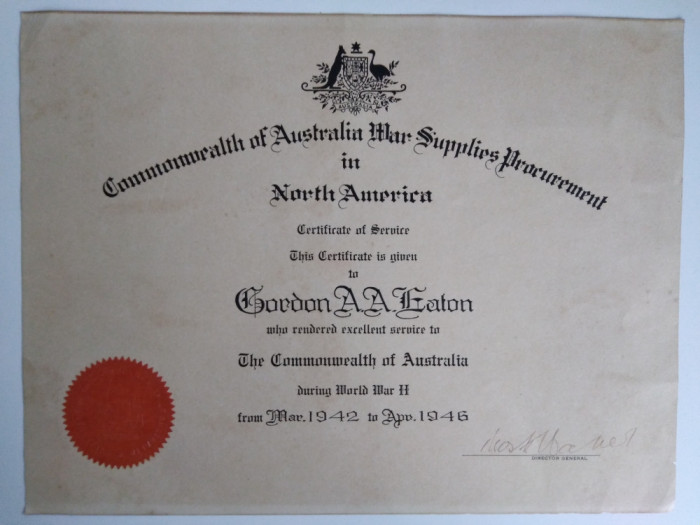 Commonwealth of Australia War Supplies Procurement
in
North America
Certificate of Service
This Certificate is given
to
Gordon A.A. Eaton
who rendered excellent service to
The Commonwealth of Australia
during World War II
from Mar. 1942 to Apr. 1946
DIRECTOR GENERAL